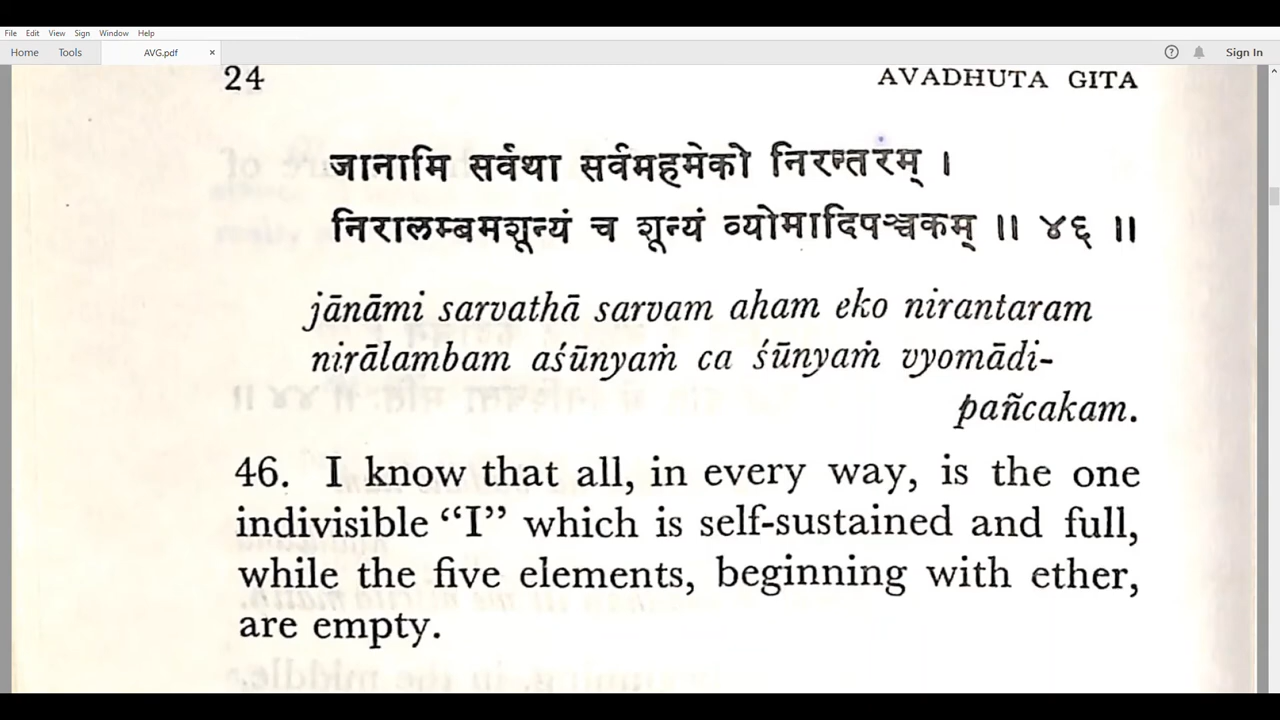 File Edit View Sign Window Help
Home Tools AVG.pdf × Sign In
24 AVADHUTA GITA
जानामि सर्वथा सर्वमहमेको निरन्तरम् ।
निरालम्बमशून्यं च शून्यं व्योमादिपञ्चकम् ॥ ४६ ॥
jānāmi sarvathā sarvam aham eko nirantaram
nirālambam aśūnyaṁ ca śūnyaṁ vyomādi-
pañcakam.
46. I know that all, in every way, is the one
indivisible “I” which is self-sustained and full,
while the five elements, beginning with ether,
are empty.